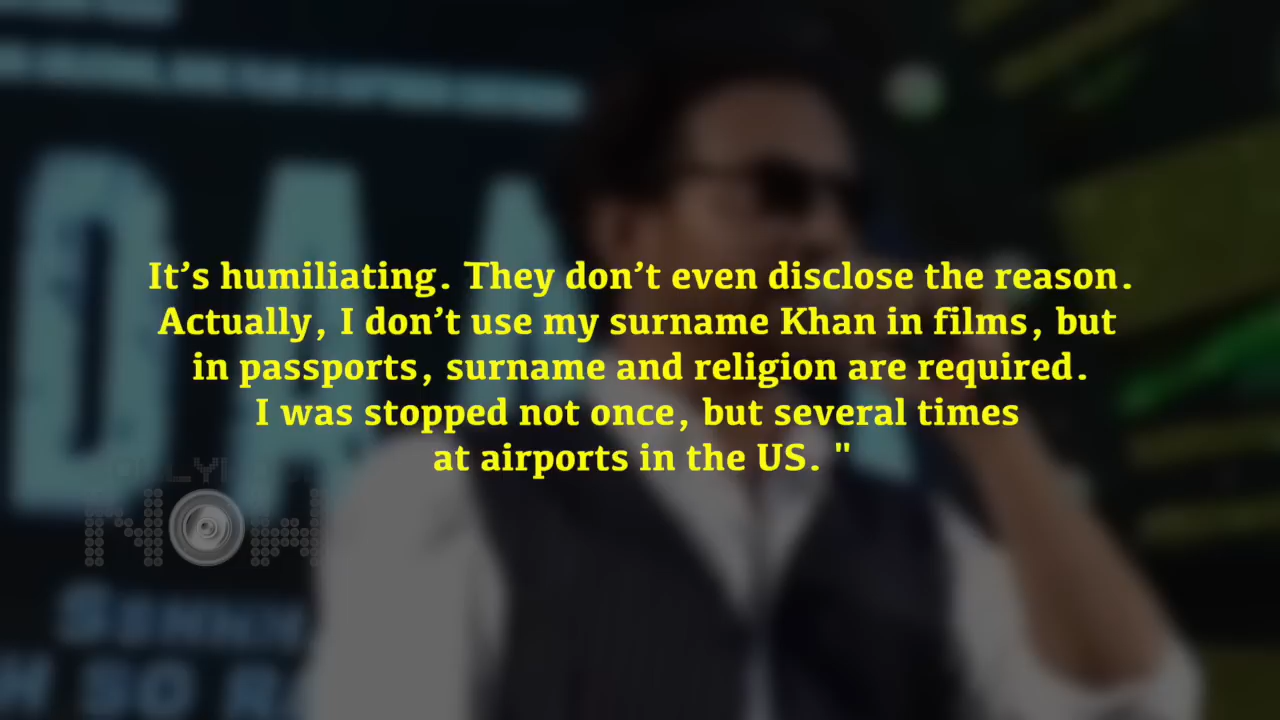 It’s humiliating. They don’t even disclose the reason.
Actually, I don’t use my surname Khan in films, but
in passports, surname and religion are required.
I was stopped not once, but several times
at airports in the US. "
NOW